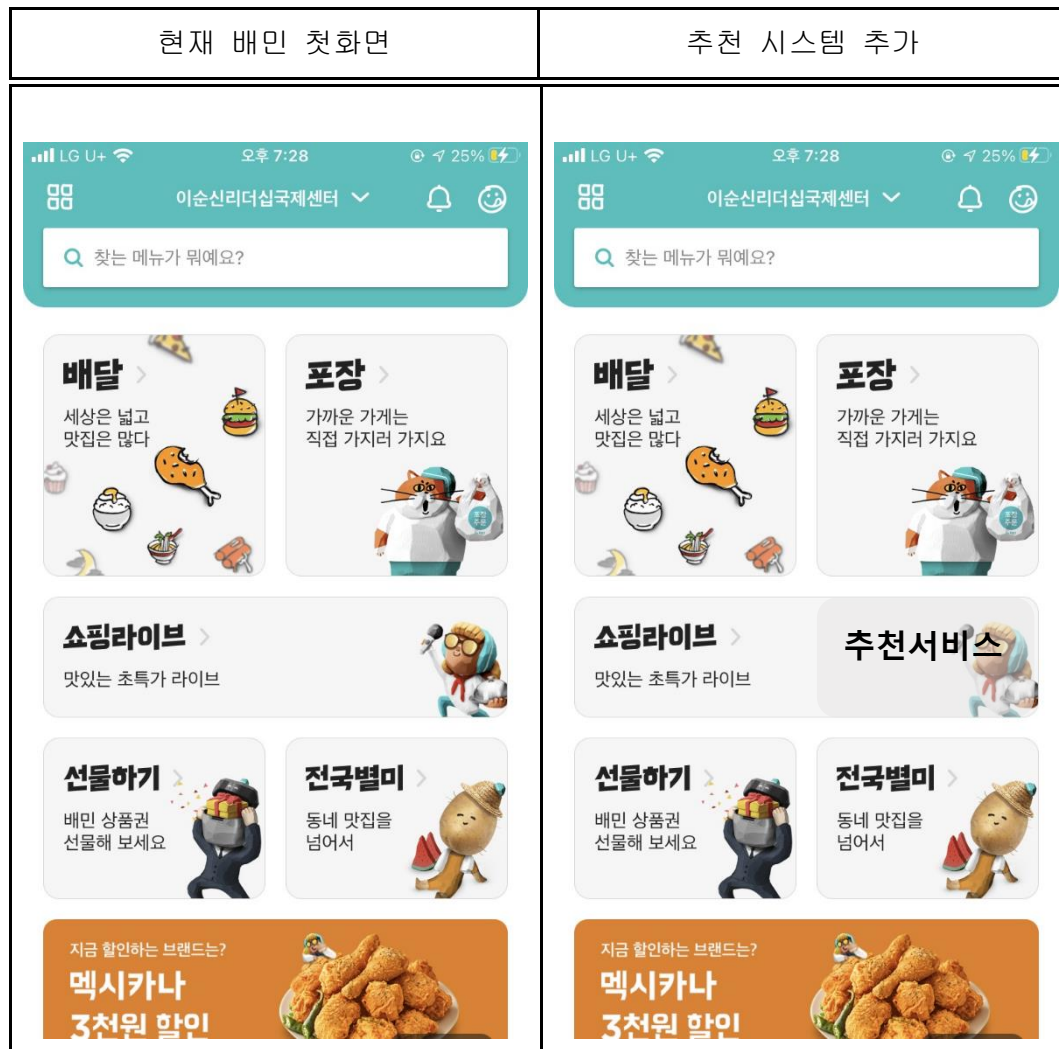 현재 배민 첫화면
추천 시스템 추가
LG U+
오후 7:28
25%
이순신리더십국제센터
찾는 메뉴가 뭐예요?
배달
세상은 넓고
맛집은 많다
포장
가까운 가게는
직접 가지러 가지요
포장
주문
쇼핑라이브
맛있는 초특가 라이브
선물하기
배민 상품권
선물해 보세요
전국별미
동네 맛집을
넘어서
지금 할인하는 브랜드는?
멕시카나
3천원 할인
LG U+
오후 7:28
25%
이순신리더십국제센터
찾는 메뉴가 뭐예요?
배달
세상은 넓고
맛집은 많다
포장
가까운 가게는
직접 가지러 가지요
포장
주문
쇼핑라이브
맛있는 초특가 라이브
추천서비스
선물하기
배민 상품권
선물해 보세요
전국별미
동네 맛집을
넘어서
지금 할인하는 브랜드는?
멕시카나
3천원 할인